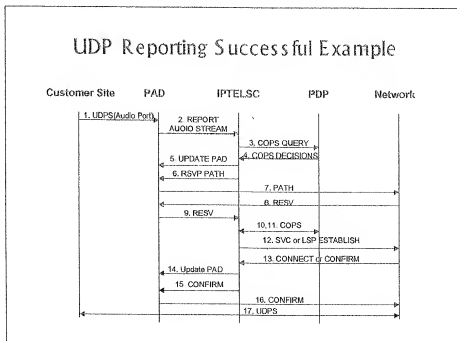 UDP Reporting Successful Example
Customer Site PAD IPTELSC PDP Network
1. UDPS(Audio Port)
2. REPORT
AUDIO STREAM
3. COPS QUERY
4. COPS DECISIONS
5. UPDATE PAD
6. RSVP PATH
7. PATH
8. RESV
9. RESV
10,11. COPS
12. SVC or LSP ESTABLISH
13. CONNECT or CONFIRM
14. Update PAD
15. CONFIRM
16. CONFIRM
17. UDPS